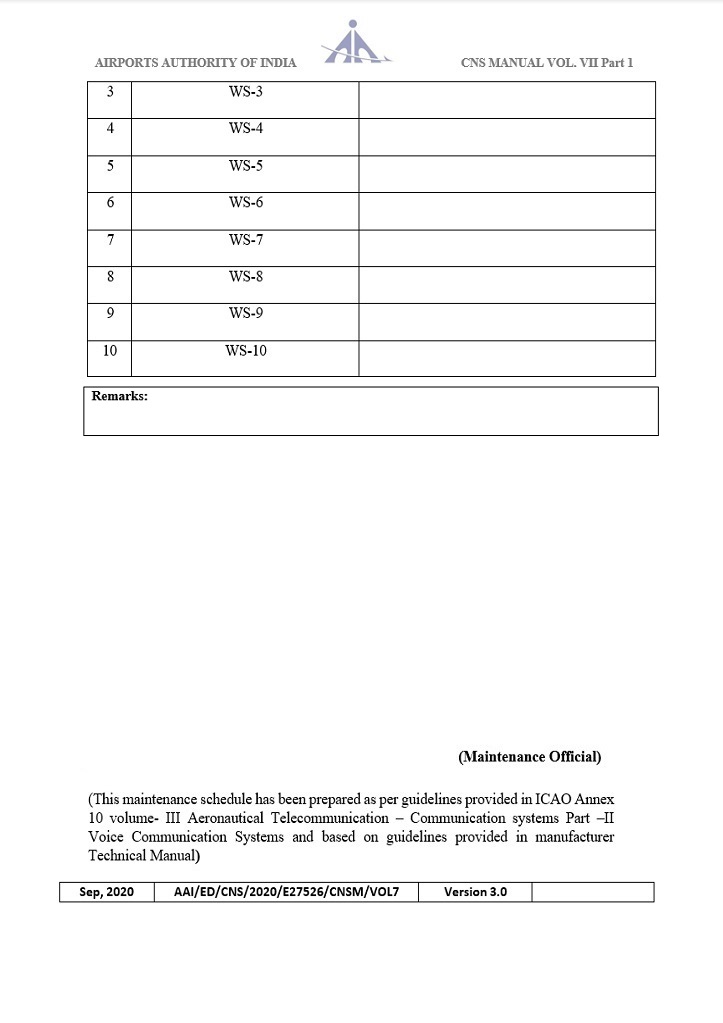 AIRPORTS AUTHORITY OF INDIA CNS MANUAL VOL. VII Part 1
3 WS-3
4 WS-4
5 WS-5
6 WS-6
7 WS-7
8 WS-8
9 WS-9
10 WS-10
Remarks:
(Maintenance Official)
(This maintenance schedule has been prepared as per guidelines provided in ICAO Annex
10 volume- III Aeronautical Telecommunication – Communication systems Part –II
Voice Communication Systems and based on guidelines provided in manufacturer
Technical Manual)
Sep, 2020 AAI/ED/CNS/2020/E27526/CNSM/VOL7 Version 3.0